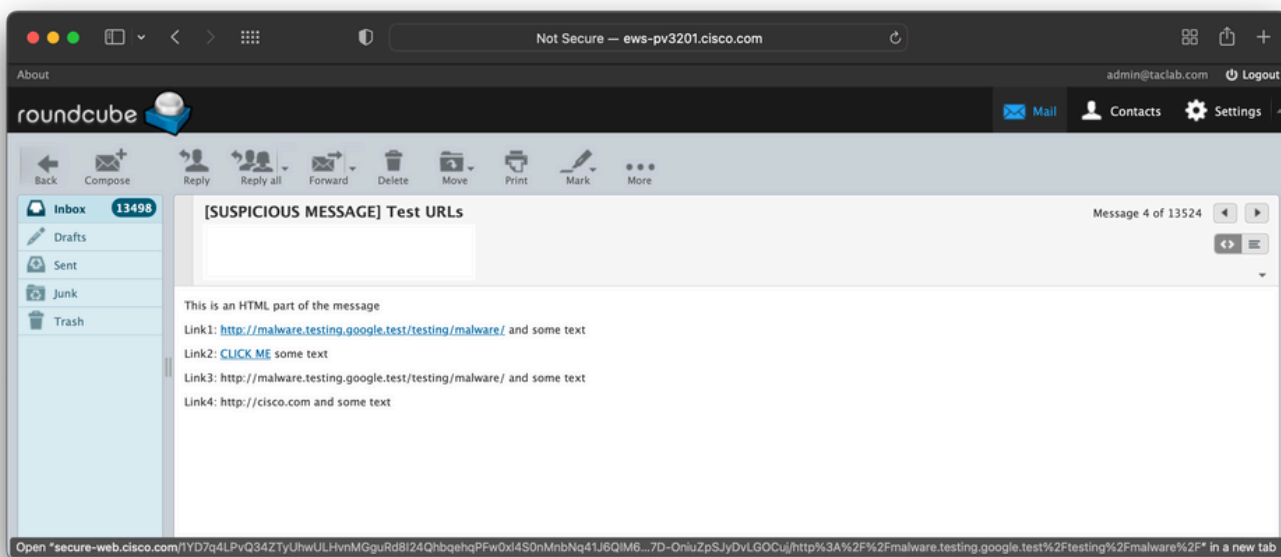 Not Secure — ews-pv3201.cisco.com
About
admin@taclab.com Logout
roundcube
Mail Contacts Settings
Back Compose Reply Reply all Forward Delete Move Print Mark More
Inbox 13498
Drafts
Sent
Junk
Trash
[SUSPICIOUS MESSAGE] Test URLs
Message 4 of 13524
This is an HTML part of the message
Link1: http://malware.testing.google.test/testing/malware/ and some text
Link2: CLICK ME some text
Link3: http://malware.testing.google.test/testing/malware/ and some text
Link4: http://cisco.com and some text
Open "secure-web.cisco.com/1YD7q4LPvQ34ZTyUhwULHvnMGguRd8I24QhbqehqPFw0xI4S0nMnbNq41J6QIM6...7D-OniuZpSJyDvLGOCuj/http%3A%2F%2Fmalware.testing.google.test%2Ftesting%2Fmalware%2F" in a new tab